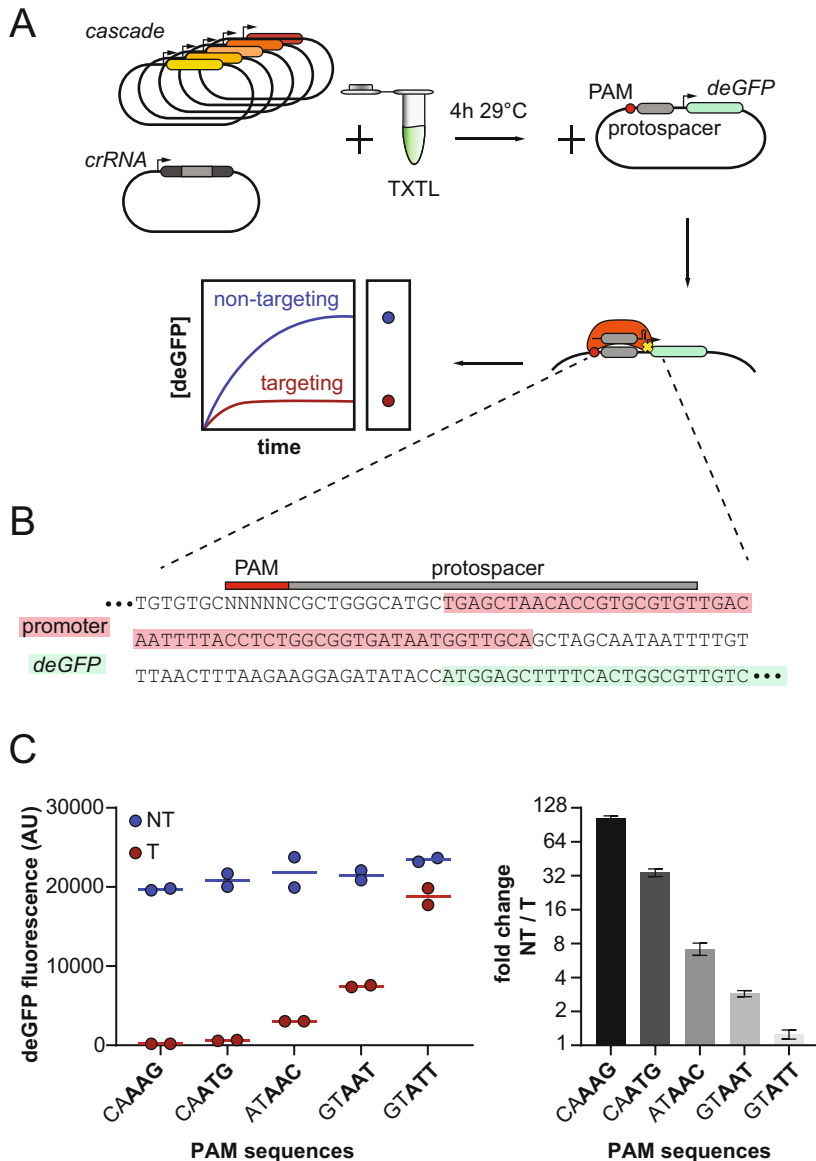 A
cascade
crRNA
TXTL
4h 29°C
PAM
deGFP
protospacer
[deGFP]
non-targeting
targeting
time
B
PAM
protospacer
•••TGTGTGCNNNNNCGCTGGGCATGCTGAGCTAACACCGTGCGTGTTGAC
promoter
AATTTTACCTCTGGCGGTGATAATGGTTGCAGCTAGCAATAATTTTGT
deGFP
TTAACTTTAAGAAGGAGATATACCATGGAGCTTTTCACTGGCGTTGTC•••
C
deGFP fluorescence (AU)
30000
20000
10000
0
NT
T
CAAAG
CAATG
ATAAC
GTAAT
GTATT
PAM sequences
fold change
NT / T
128
64
32
16
8
4
2
1
CAAAG
CAATG
ATAAC
GTAAT
GTATT
PAM sequences